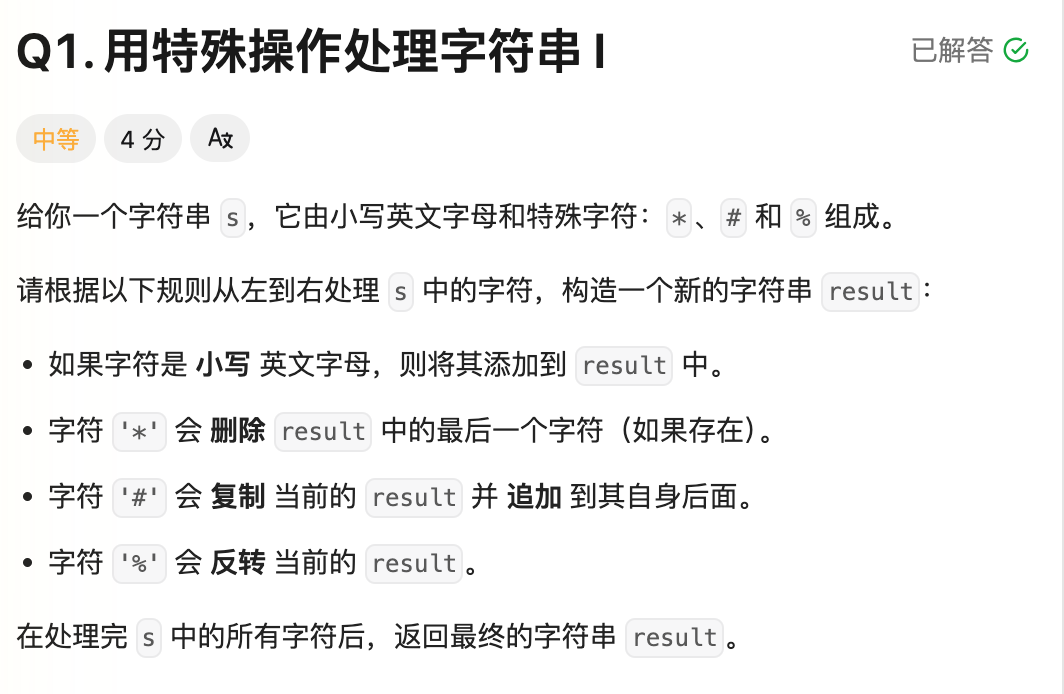 Q1. 用特殊操作处理字符串 I
已解答
中等
4 分
给你一个字符串 s，它由小写英文字母和特殊字符：*、# 和 % 组成。
请根据以下规则从左到右处理 s 中的字符，构造一个新的字符串 result：
• 如果字符是 小写 英文字母，则将其添加到 result 中。
• 字符 '*' 会 删除 result 中的最后一个字符（如果存在）。
• 字符 '#' 会 复制 当前的 result 并 追加 到其自身后面。
• 字符 '%' 会 反转 当前的 result。
在处理完 s 中的所有字符后，返回最终的字符串 result。